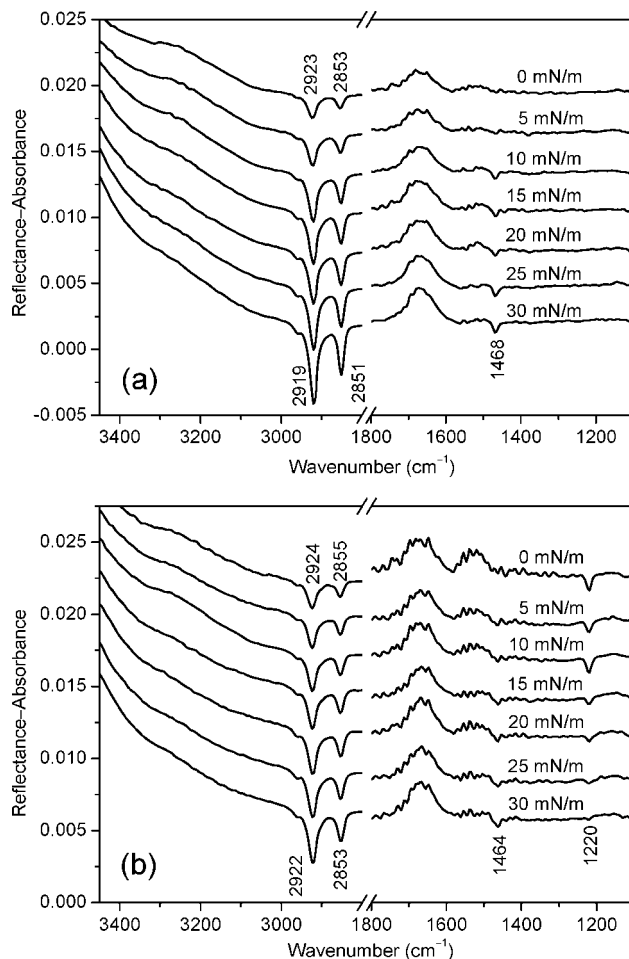 0.025
0.020
0.015
0.010
0.005
0.000
-0.005
Reflectance–Absorbance
2923
2853
0 mN/m
5 mN/m
10 mN/m
15 mN/m
20 mN/m
25 mN/m
30 mN/m
2919
2851
1468
(a)
3400 3200 3000 1800 1600 1400 1200
Wavenumber (cm⁻¹)
0.025
0.020
0.015
0.010
0.005
0.000
Reflectance–Absorbance
2924
2855
0 mN/m
5 mN/m
10 mN/m
15 mN/m
20 mN/m
25 mN/m
30 mN/m
2922
2853
1464
1220
(b)
3400 3200 3000 1800 1600 1400 1200
Wavenumber (cm⁻¹)